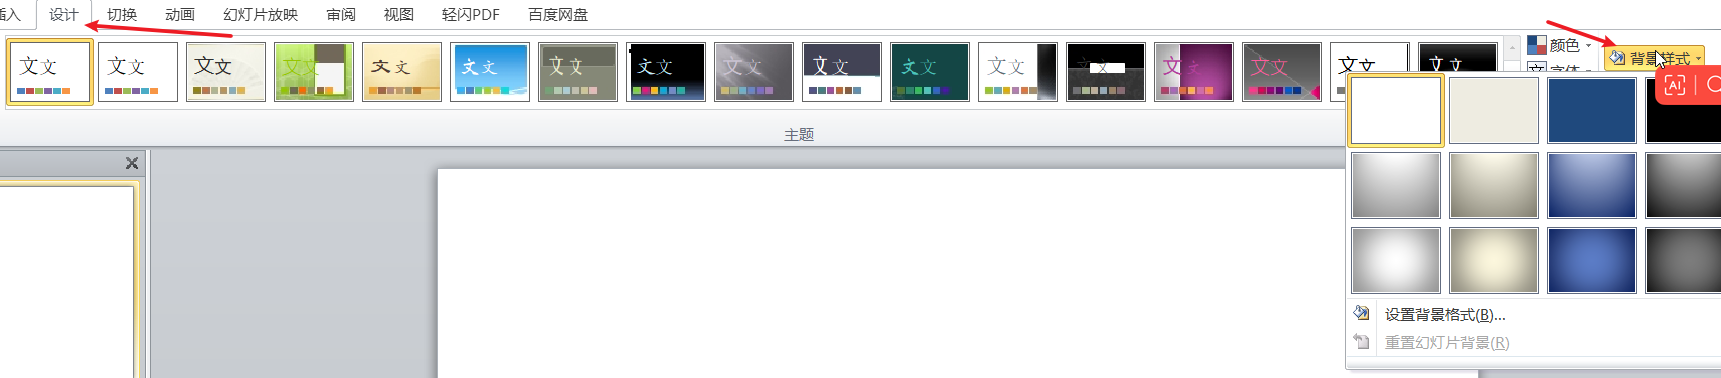 插入 设计 切换 动画 幻灯片放映 审阅 视图 轻闪PDF 百度网盘
文文 文文 文文 文文 文文 文文 文文 文文 文文 文文 文文 文文 文文 文文 文文 文文 文文
颜色
背景样式
字体
AI
主题
设置背景格式(B)...
重置幻灯片背景(R)